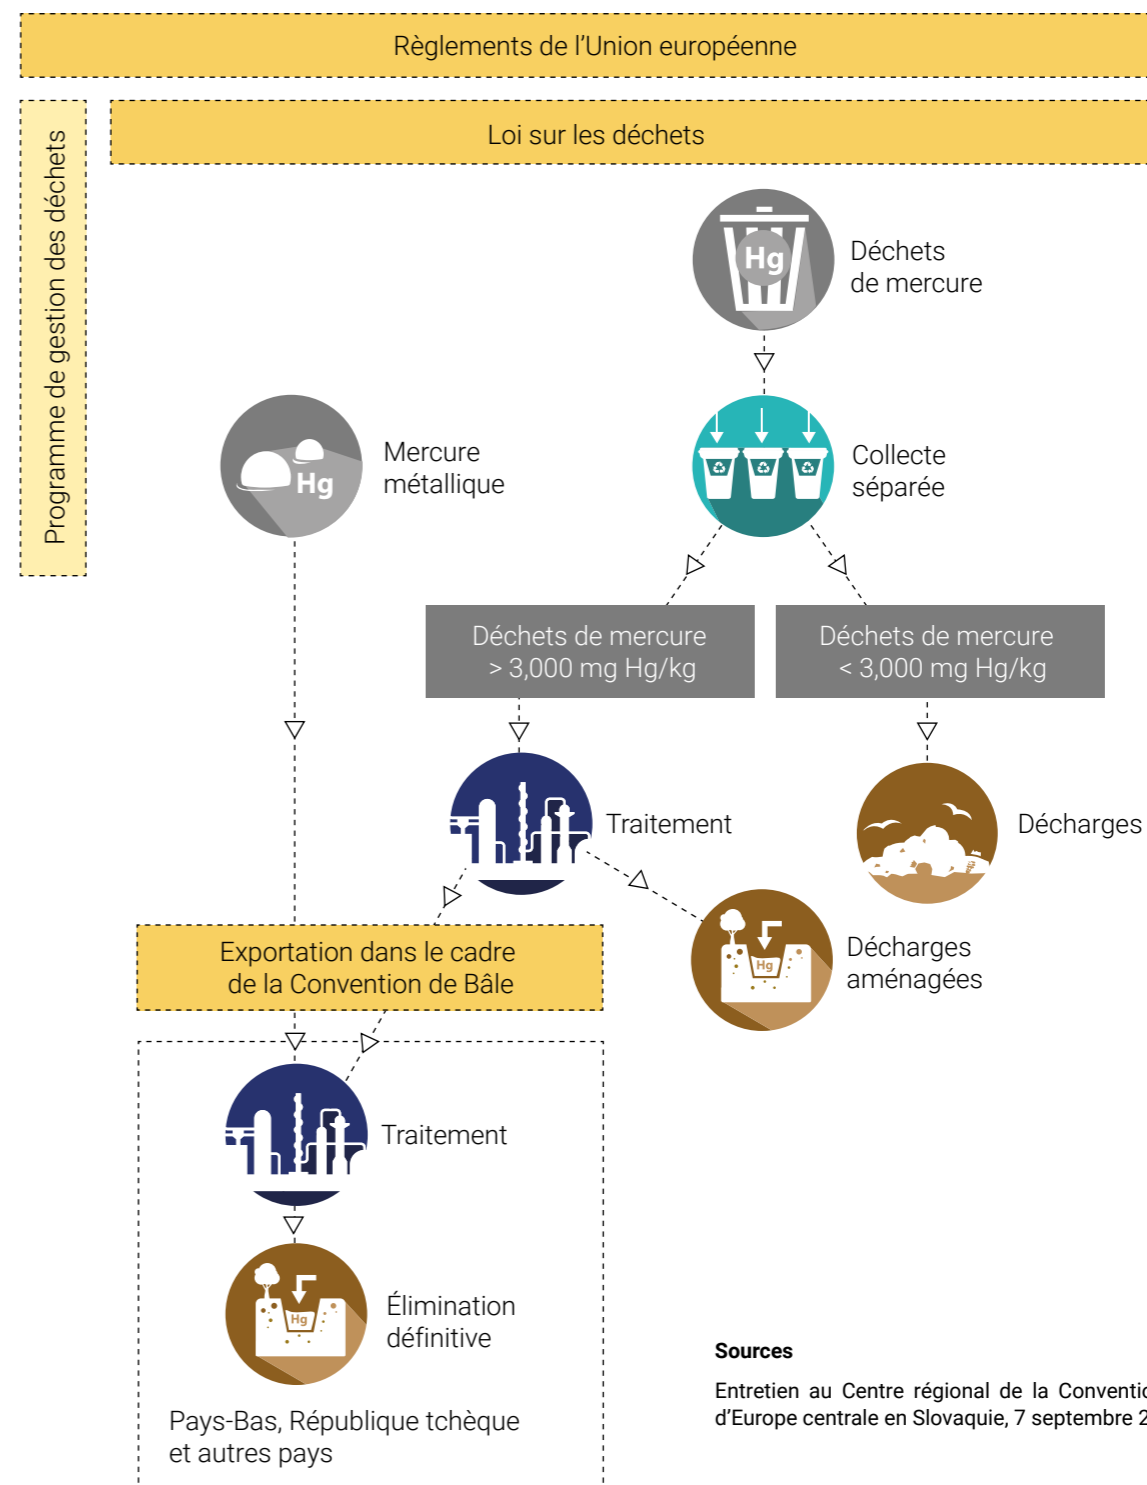 Règlements de l'Union européenne
Programme de gestion des déchets
Loi sur les déchets
Hg
Déchets
de mercure
Hg
Mercure
métallique
Collecte
séparée
Déchets de mercure
> 3,000 mg Hg/kg
Déchets de mercure
< 3,000 mg Hg/kg
Traitement
Décharges
Hg
Décharges
aménagées
Exportation dans le cadre
de la Convention de Bâle
Traitement
Hg
Élimination
définitive
Pays-Bas, République tchèque
et autres pays
Sources
Entretien au Centre régional de la
d'Europe centrale en Slovaquie, 7 septembre